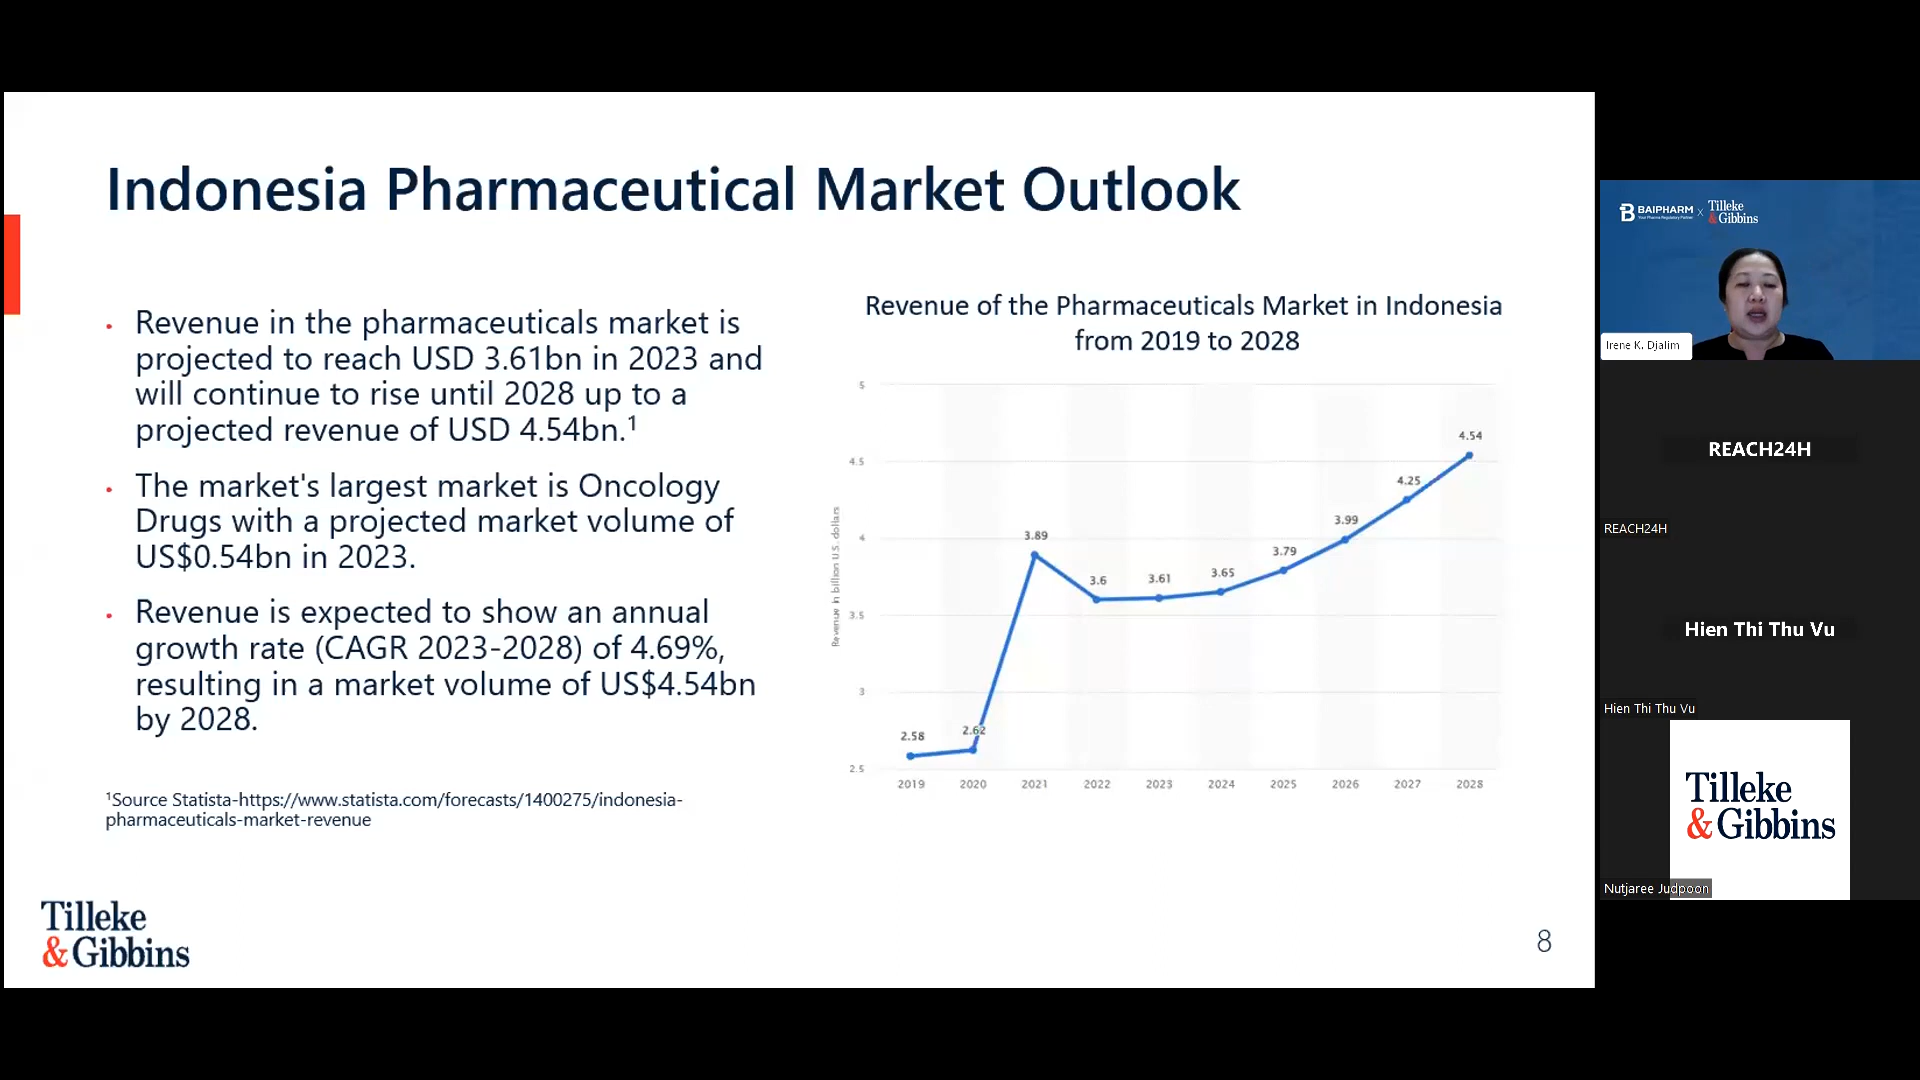 Indonesia Pharmaceutical Market Outlook
• Revenue in the pharmaceuticals market is
projected to reach USD 3.61bn in 2023 and
will continue to rise until 2028 up to a
projected revenue of USD 4.54bn.¹
• The market's largest market is Oncology
Drugs with a projected market volume of
US$0.54bn in 2023.
• Revenue is expected to show an annual
growth rate (CAGR 2023-2028) of 4.69%,
resulting in a market volume of US$4.54bn
by 2028.
¹Source Statista-https://www.statista.com/forecasts/1400275/indonesia-
pharmaceuticals-market-revenue
Revenue of the Pharmaceuticals Market in Indonesia
from 2019 to 2028
Revenue in billion U.S. dollars
5
4.5
4
3.5
3
2.5
2.58
2.62
3.89
3.6
3.61
3.65
3.79
3.99
4.25
4.54
2019 2020 2021 2022 2023 2024 2025 2026 2027 2028
Tilleke
&Gibbins
8
BAIPHARM x Tilleke
Your Pharma Regulatory Partner
&Gibbins
Irene K. Djalim
REACH24H
REACH24H
Hien Thi Thu Vu
Hien Thi Thu Vu
Tilleke
&Gibbins
Nutjaree Judpoon